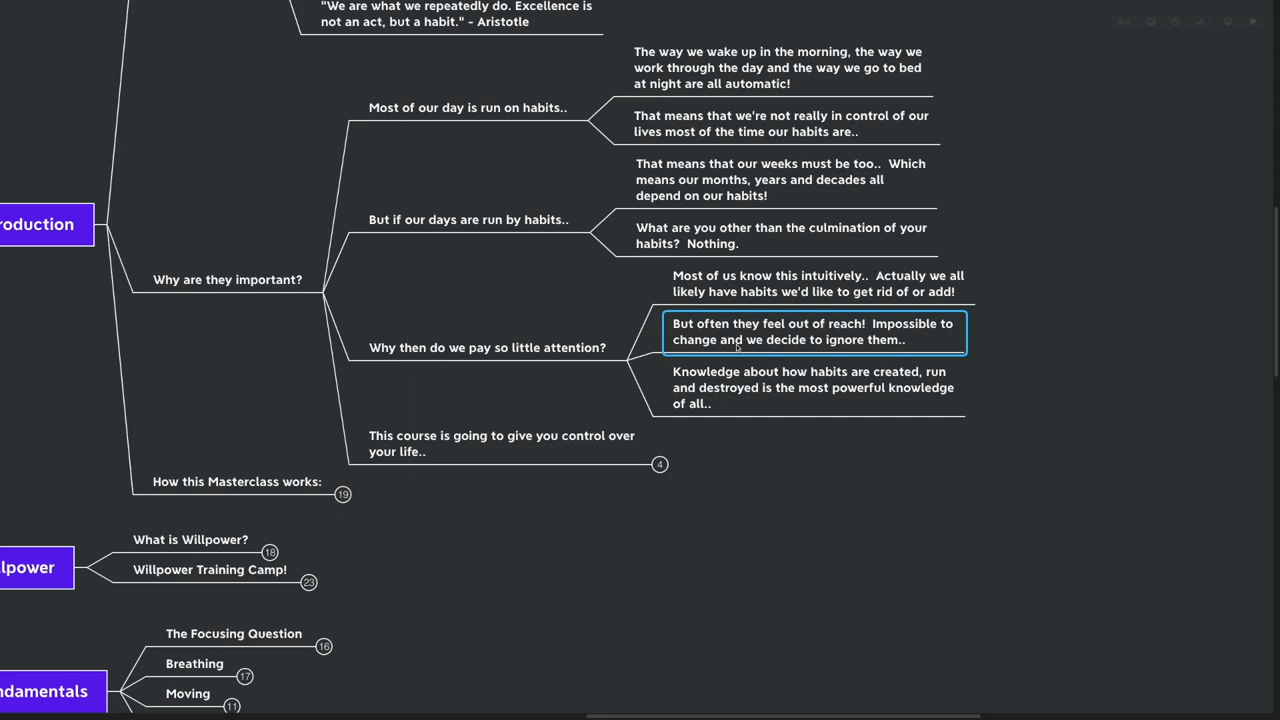 "We are what we repeatedly do. Excellence is
not an act, but a habit." - Aristotle
The way we wake up in the morning, the way we
work through the day and the way we go to bed
at night are all automatic!
Most of our day is run on habits..
That means that we're not really in control of our
lives most of the time our habits are..
That means that our weeks must be too..  Which
means our months, years and decades all
depend on our habits!
But if our days are run by habits..
What are you other than the culmination of your
habits?  Nothing.
roduction
Why are they important?
Most of us know this intuitively..  Actually we all
likely have habits we'd like to get rid of or add!
But often they feel out of reach!  Impossible to
change and we decide to ignore them..
Why then do we pay so little attention?
Knowledge about how habits are created, run
and destroyed is the most powerful knowledge
of all..
This course is going to give you control over
your life..
4
How this Masterclass works:
19
llpower
What is Willpower?
18
Willpower Training Camp!
23
The Focusing Question
16
Breathing
17
ndamentals
Moving
11